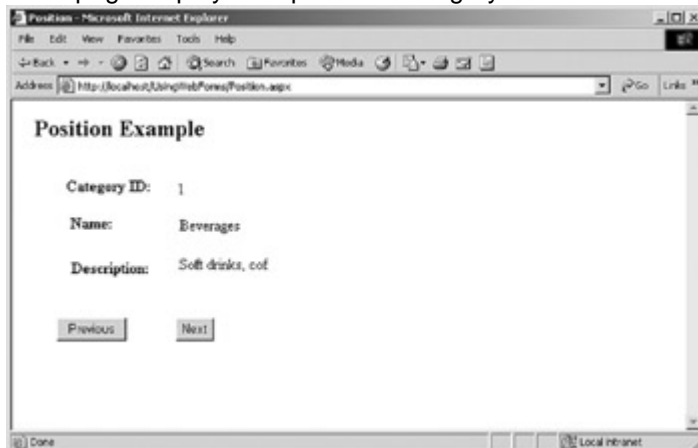 Position - Microsoft Internet Explorer
File Edit View Favorites Tools Help
Back Search Favorites Media
Address http://localhost/UsingWebForms/Position.aspx Go Links »
Position Example
Category ID: 1
Name: Beverages
Description: Soft drinks, cof
Previous Next
Done Local intranet